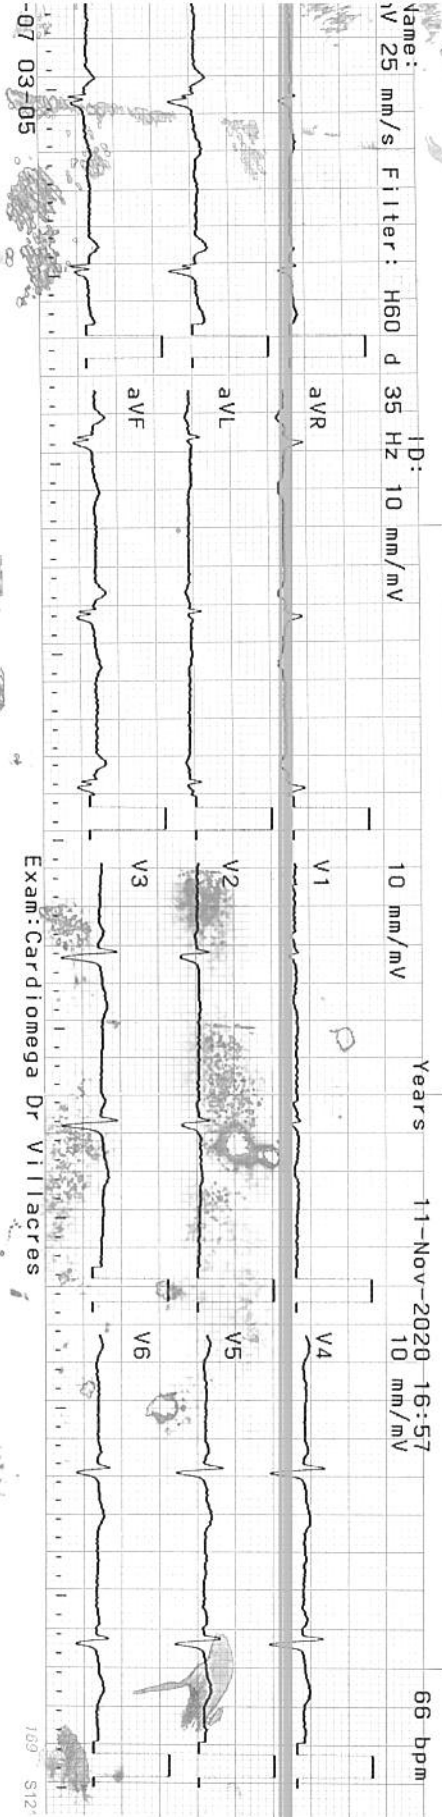 Name: ID: Years 11-Nov-2020 16:57 66 bpm
25 mm/s Filter: H60 d 35 Hz 10 mm/mV 10 mm/mV 10 mm/mV
aVR V1 V4
aVL V2 V5
aVF V3 V6
-07 03-05 Exam: Cardiomega Dr Villacres